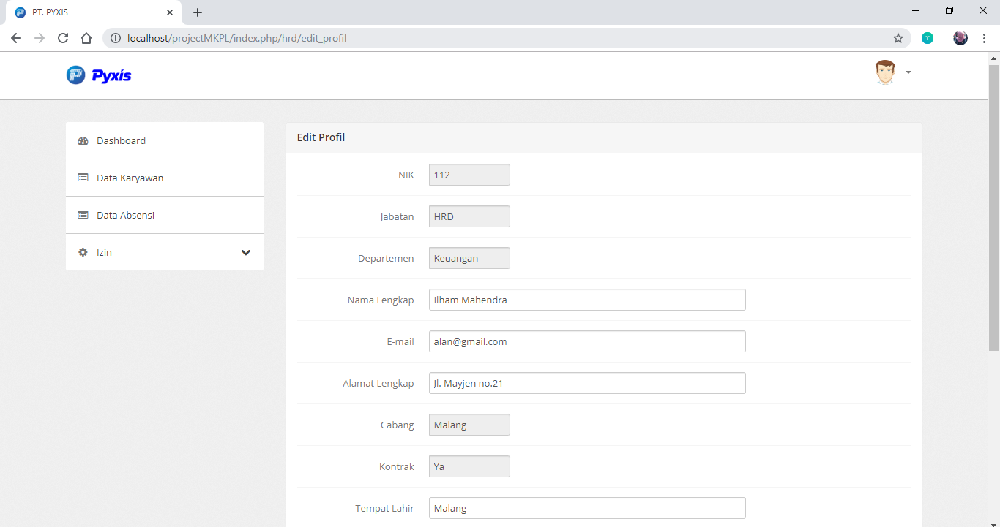 PT. PYXIS
localhost/projectMKPL/index.php/hrd/edit_profil
m
Pyxis
Dashboard
Data Karyawan
Data Absensi
Izin
Edit Profil
NIK 112
Jabatan HRD
Departemen Keuangan
Nama Lengkap Ilham Mahendra
E-mail alan@gmail.com
Alamat Lengkap Jl. Mayjen no.21
Cabang Malang
Kontrak Ya
Tempat Lahir Malang